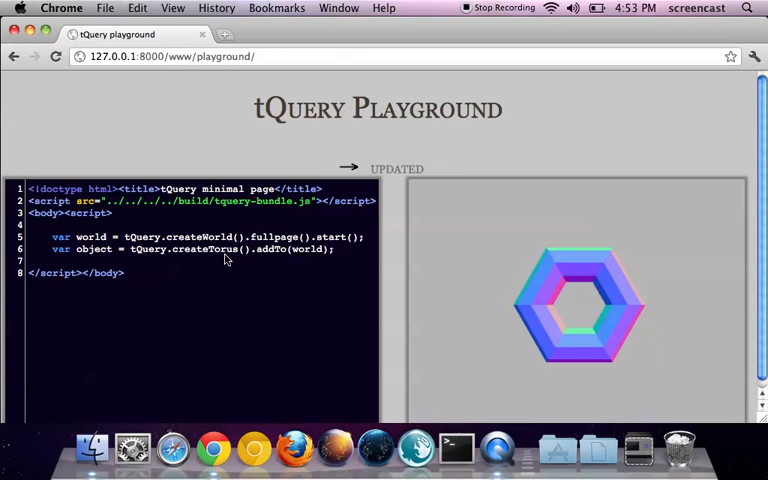 Chrome File Edit View History Bookmarks Window Help Stop Recording 4:53 PM screencast
tQuery playground
127.0.0.1:8000/www/playground/
tQuery Playground
→ UPDATED
1 <!doctype html><title>tQuery minimal page</title>
2 <script src="../../../../build/tquery-bundle.js"></script>
3 <body><script>
4
5 var world = tQuery.createWorld().fullpage().start();
6 var object = tQuery.createTorus().addTo(world);
7
8 </script></body>